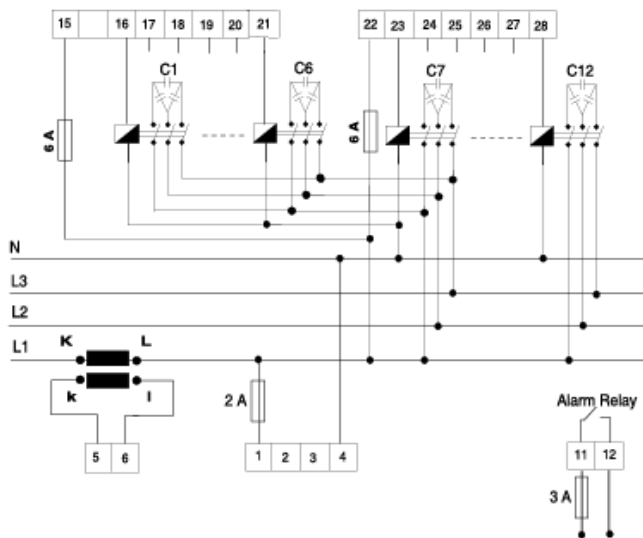 15 16 17 18 19 20 21 22 23 24 25 26 27 28
C1 C6 C7 C12
6 A 6 A
N
L3
L2
L1 K L
k l
2 A
5 6 1 2 3 4
Alarm Relay
11 12
3 A